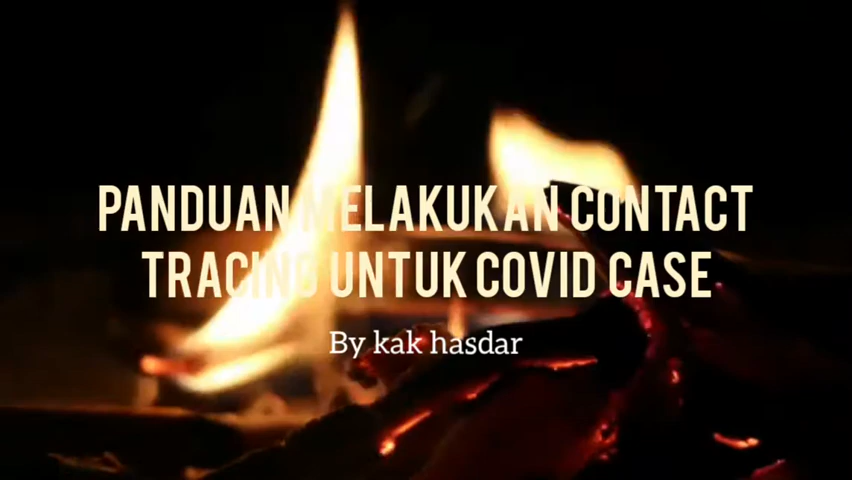 PANDUAN MELAKUKAN CONTACT
TRACING UNTUK COVID CASE
By kak hasdar